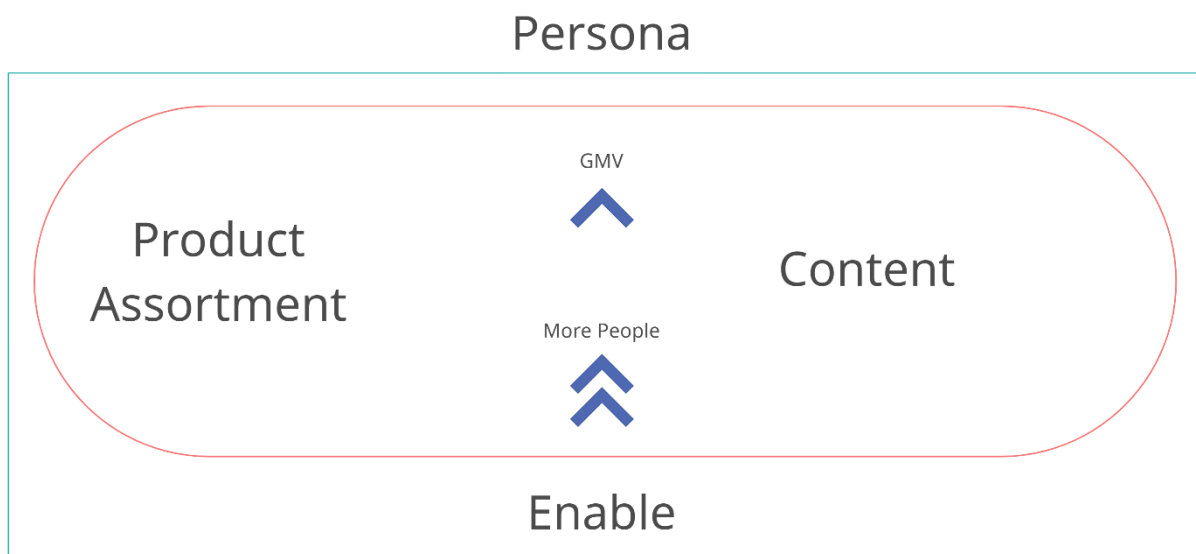 Persona
GMV
Product
Assortment
Content
More People
Enable